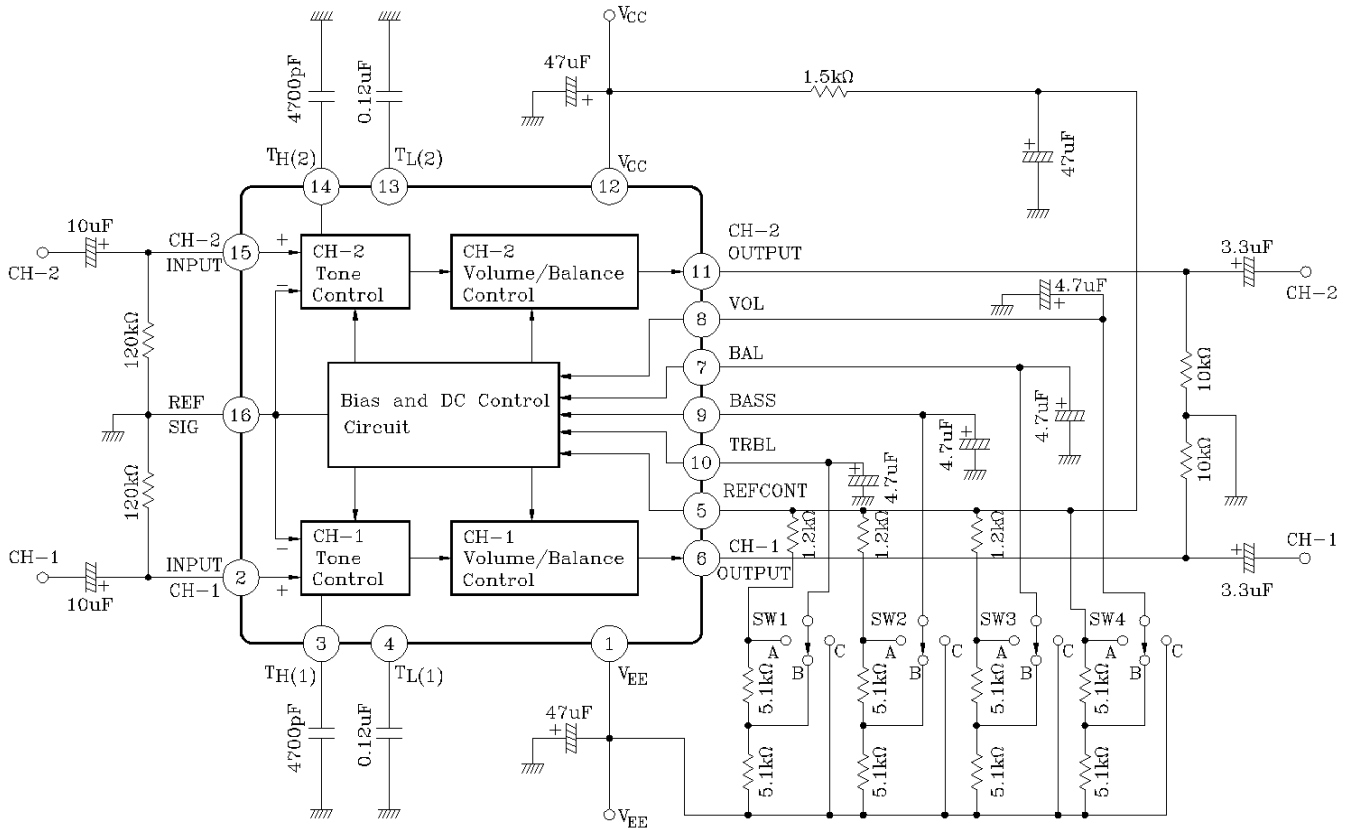 VCC
47uF
+
1.5kΩ
4700pF
0.12uF
+
47uF
TH(2)
TL(2)
VCC
14
13
12
10uF
+
CH-2
INPUT
15
+
CH-2
Tone
Control
CH-2
Volume/Balance
Control
CH-2
OUTPUT
11
3.3uF
+
CH-2
CH-2
−
VOL
8
4.7uF
+
120kΩ
BAL
7
+
4.7uF
10kΩ
REF
SIG
16
Bias and DC Control
Circuit
BASS
9
+
4.7uF
TRBL
10
+
4.7uF
10kΩ
120kΩ
REFCONT
5
1.2kΩ
1.2kΩ
1.2kΩ
CH-1
10uF
+
INPUT
CH-1
2
−
+
CH-1
Tone
Control
CH-1
Volume/Balance
Control
6
CH-1
OUTPUT
+
3.3uF
CH-1
3
4
1
TH(1)
TL(1)
VEE
SW1
A
B
C
SW2
A
B
C
SW3
A
B
C
SW4
A
B
C
5.1kΩ
5.1kΩ
5.1kΩ
5.1kΩ
4700pF
0.12uF
47uF
+
5.1kΩ
5.1kΩ
5.1kΩ
5.1kΩ
VEE